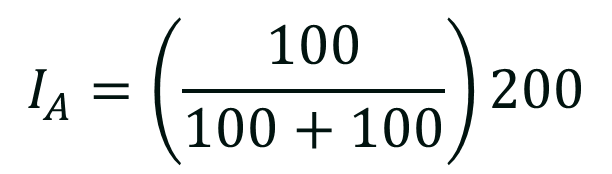 I_A = (100 / (100 + 100)) 200